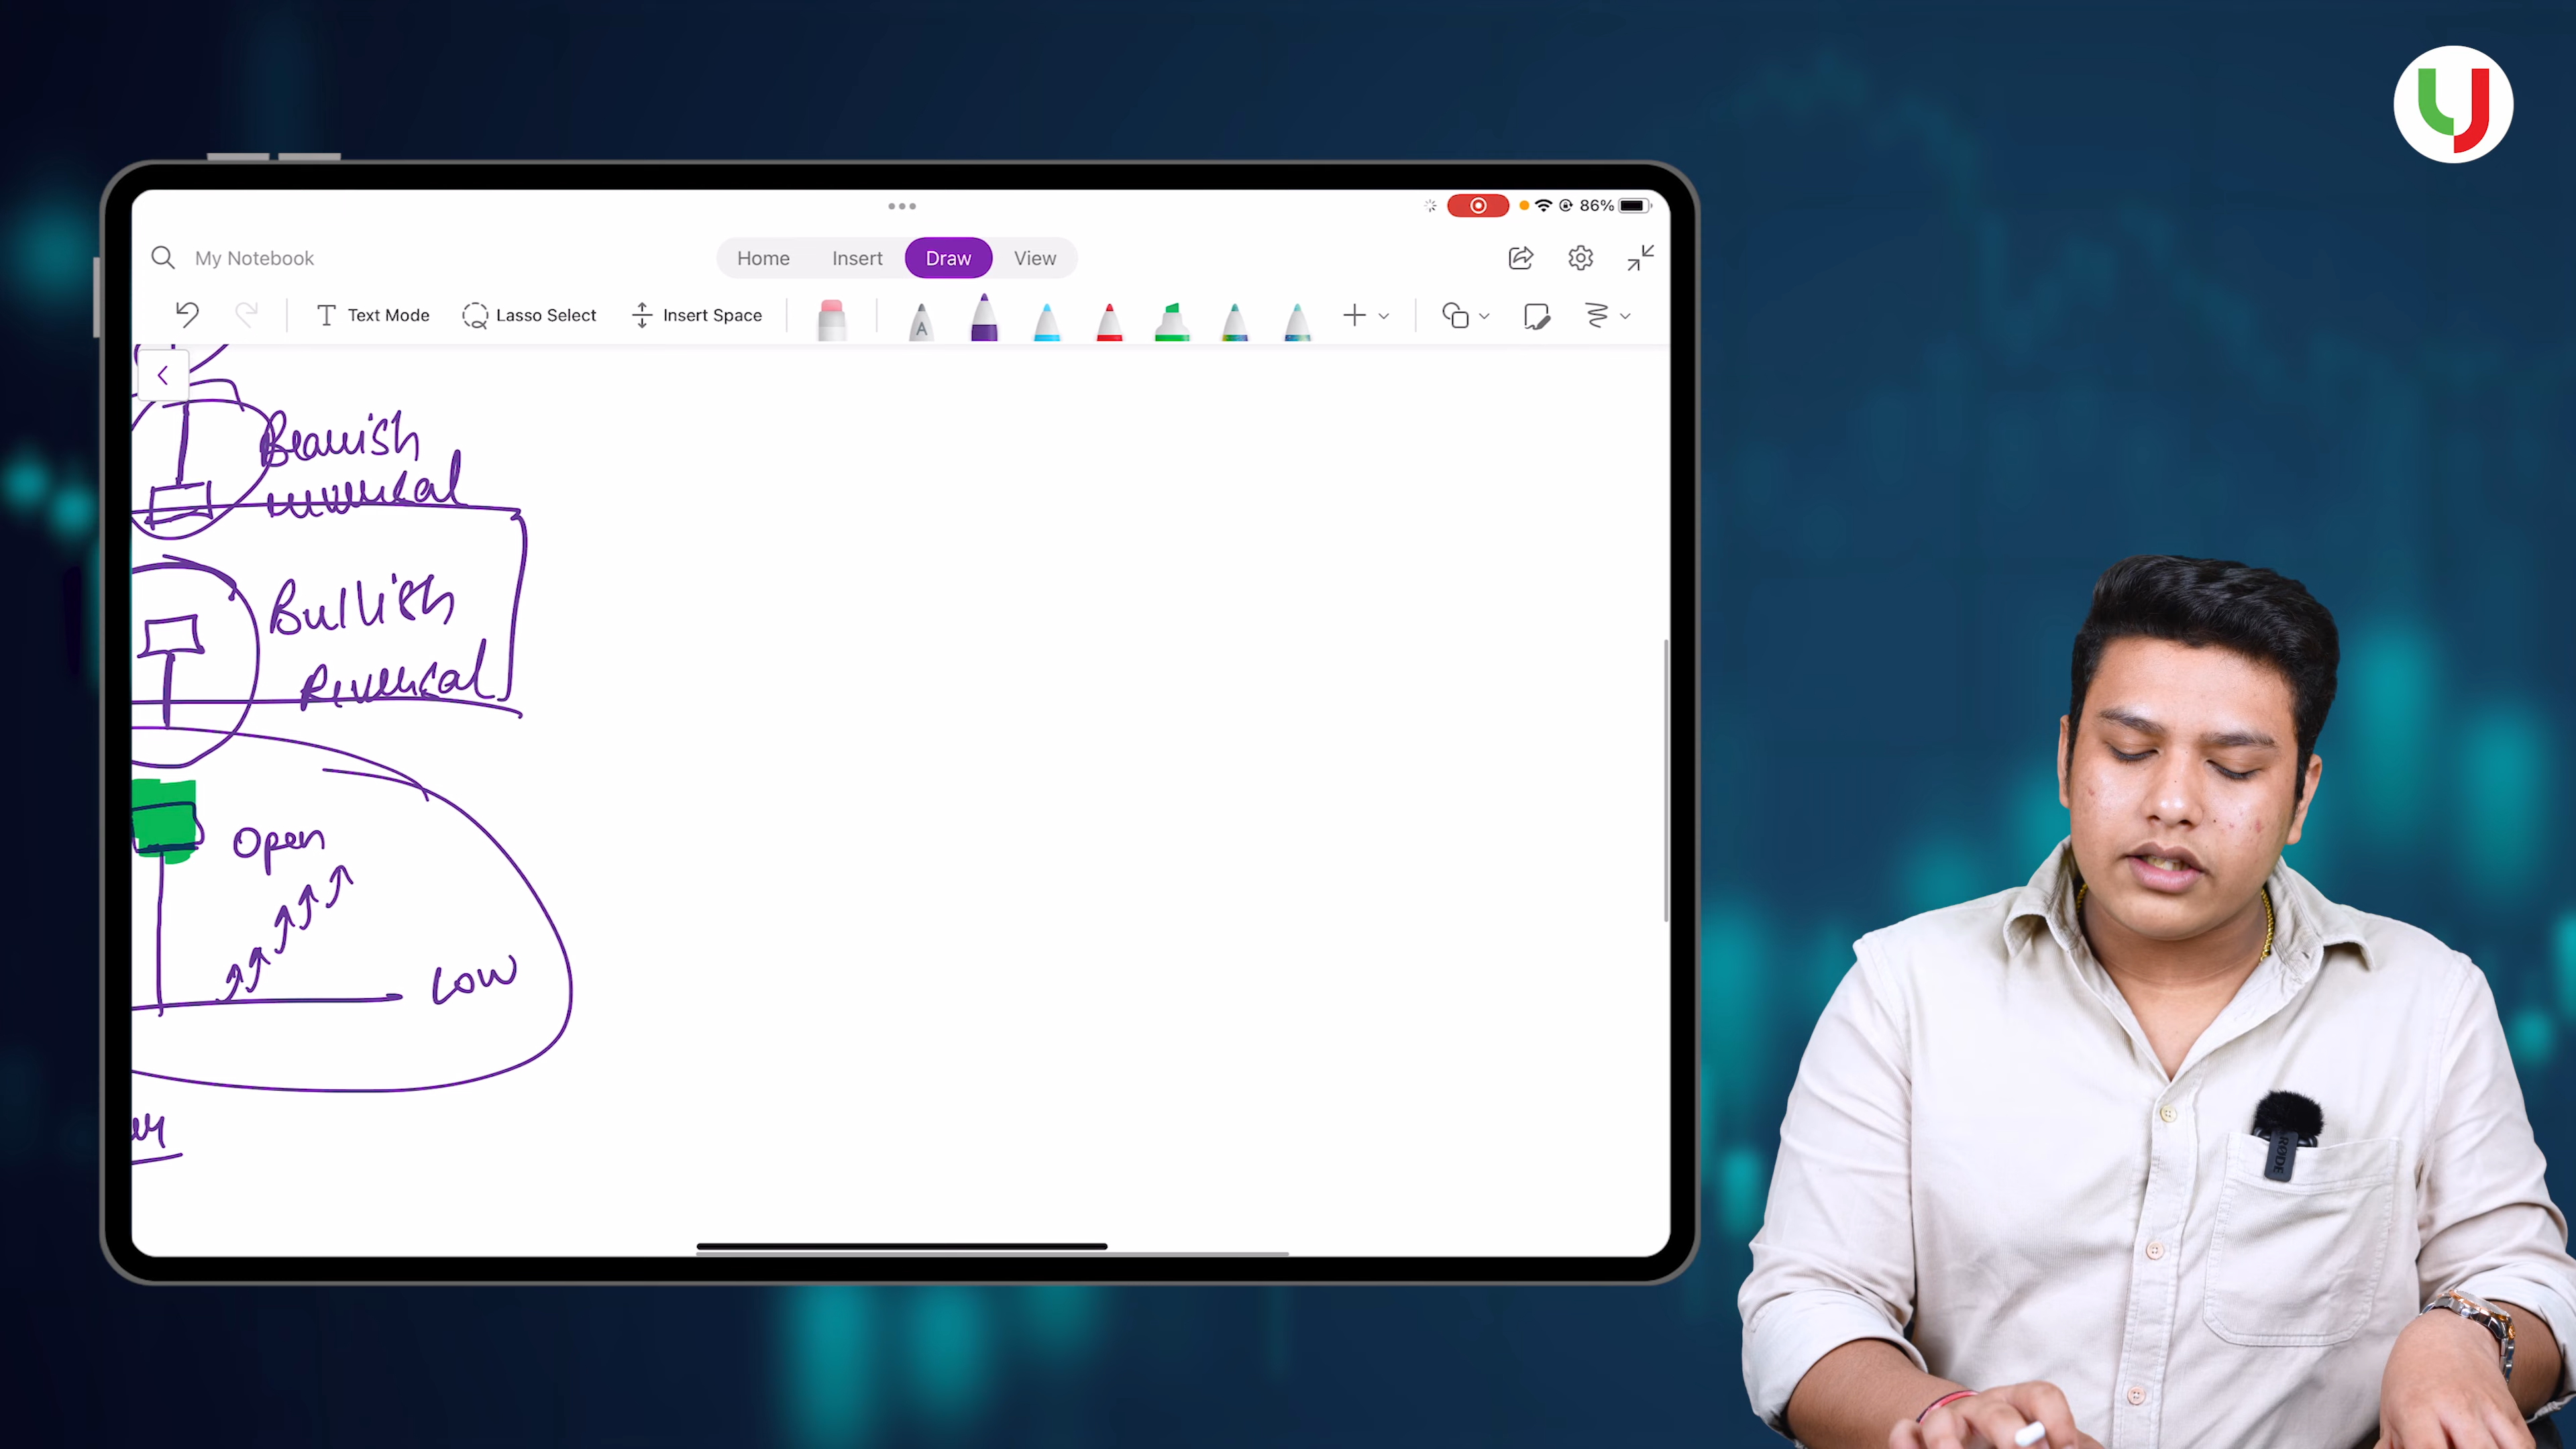 86%
My Notebook
Home Insert Draw View
Text Mode Lasso Select Insert Space
A
Bearish
reversal
Bullish
Reversal
Open
Low
RØDE